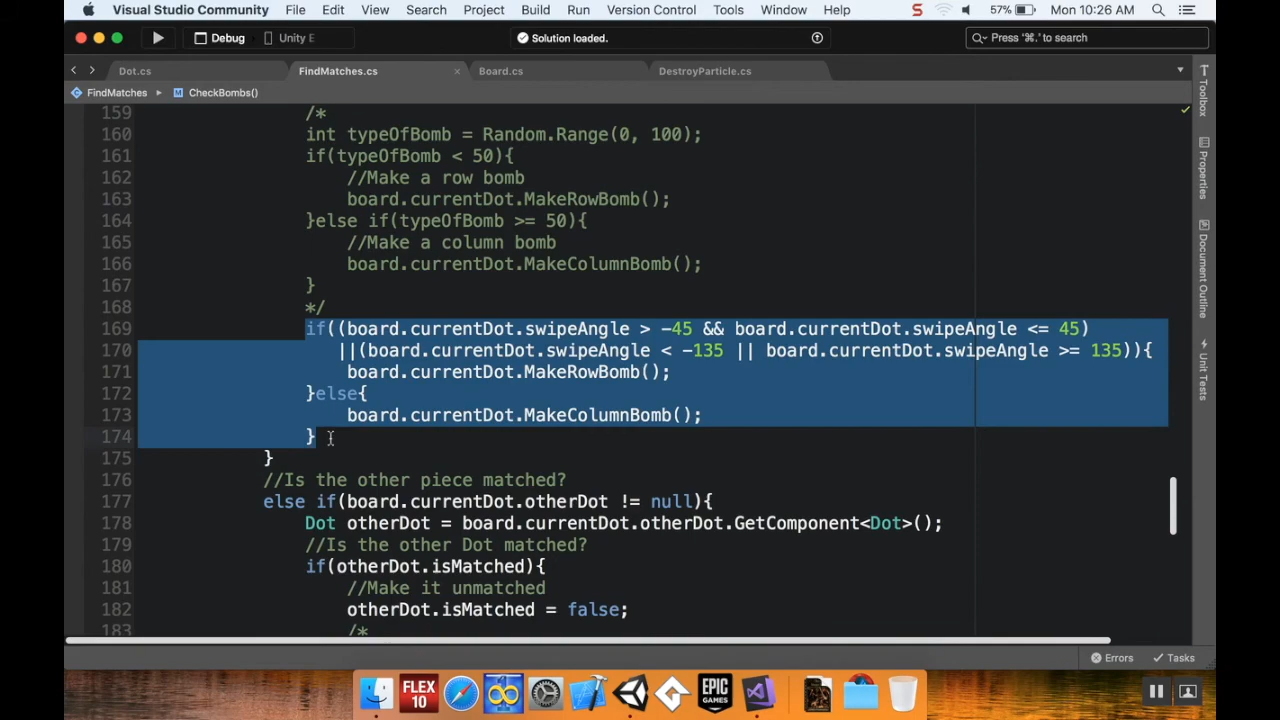 Visual Studio Community File Edit View Search Project Build Run Version Control Tools Window Help S 57% Mon 10:26 AM
Debug Unity E Solution loaded. Press '⌘.' to search
Dot.cs FindMatches.cs × Board.cs DestroyParticle.cs
FindMatches ▸ M CheckBombs()
159 /*
160 int typeOfBomb = Random.Range(0, 100);
161 if(typeOfBomb < 50){
162 //Make a row bomb
163 board.currentDot.MakeRowBomb();
164 }else if(typeOfBomb >= 50){
165 //Make a column bomb
166 board.currentDot.MakeColumnBomb();
167 }
168 */
169 if((board.currentDot.swipeAngle > -45 && board.currentDot.swipeAngle <= 45)
170 ||(board.currentDot.swipeAngle < -135 || board.currentDot.swipeAngle >= 135)){
171 board.currentDot.MakeRowBomb();
172 }else{
173 board.currentDot.MakeColumnBomb();
174 }
175 }
176 //Is the other piece matched?
177 else if(board.currentDot.otherDot != null){
178 Dot otherDot = board.currentDot.otherDot.GetComponent<Dot>();
179 //Is the other Dot matched?
180 if(otherDot.isMatched){
181 //Make it unmatched
182 otherDot.isMatched = false;
183 /*
Toolbox
Properties
Document Outline
Unit Tests
Errors Tasks
FLEX
10
EPIC
GAMES